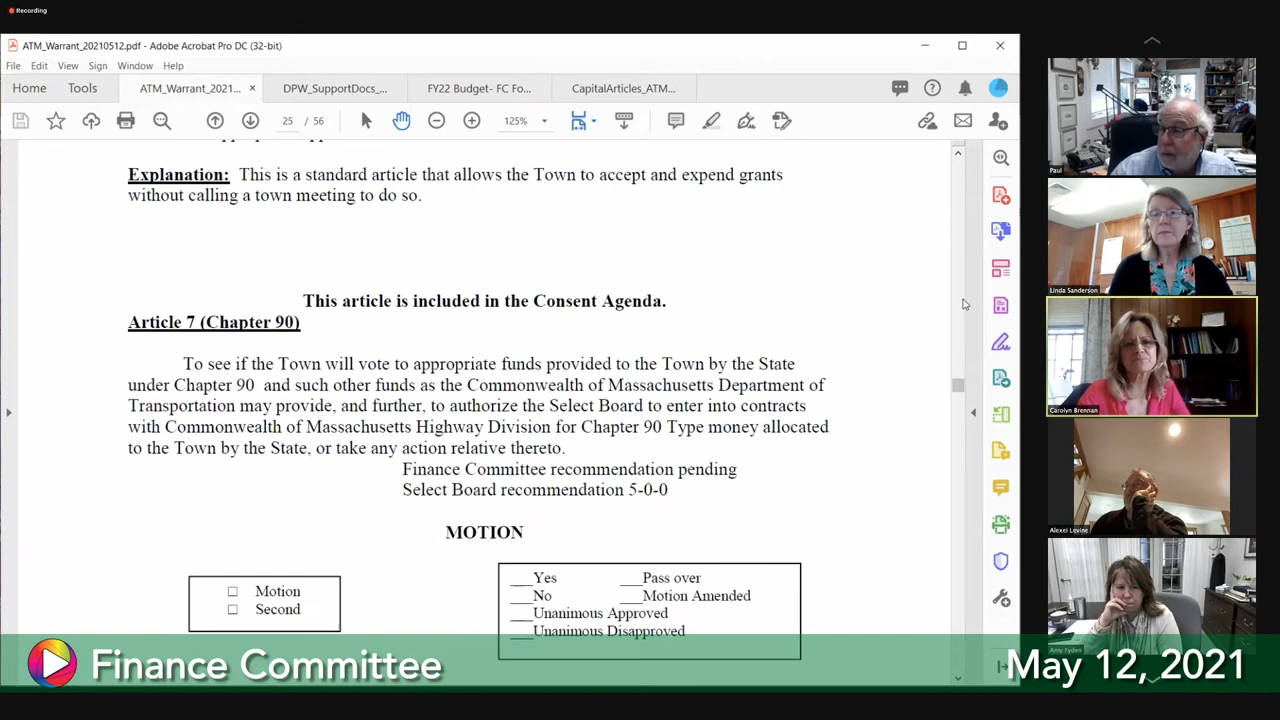 Recording
ATM_Warrant_20210512.pdf - Adobe Acrobat Pro DC (32-bit)
File Edit View Sign Window Help
Home Tools ATM_Warrant_2021... × DPW_SupportDocs_... FY22 Budget- FC Fo... CapitalArticles_ATM...
25 / 56 125%
Explanation: This is a standard article that allows the Town to accept and expend grants
without calling a town meeting to do so.
This article is included in the Consent Agenda.
Article 7 (Chapter 90)
To see if the Town will vote to appropriate funds provided to the Town by the State
under Chapter 90 and such other funds as the Commonwealth of Massachusetts Department of
Transportation may provide, and further, to authorize the Select Board to enter into contracts
with Commonwealth of Massachusetts Highway Division for Chapter 90 Type money allocated
to the Town by the State, or take any action relative thereto.
Finance Committee recommendation pending
Select Board recommendation 5-0-0
MOTION
☐ Motion
☐ Second
___Yes ___Pass over
___No ___Motion Amended
___Unanimous Approved
___Unanimous Disapproved
Paul
Linda Sanderson
Carolyn Brennan
Alexei Levine
Amy Fyden
Finance Committee
May 12, 2021